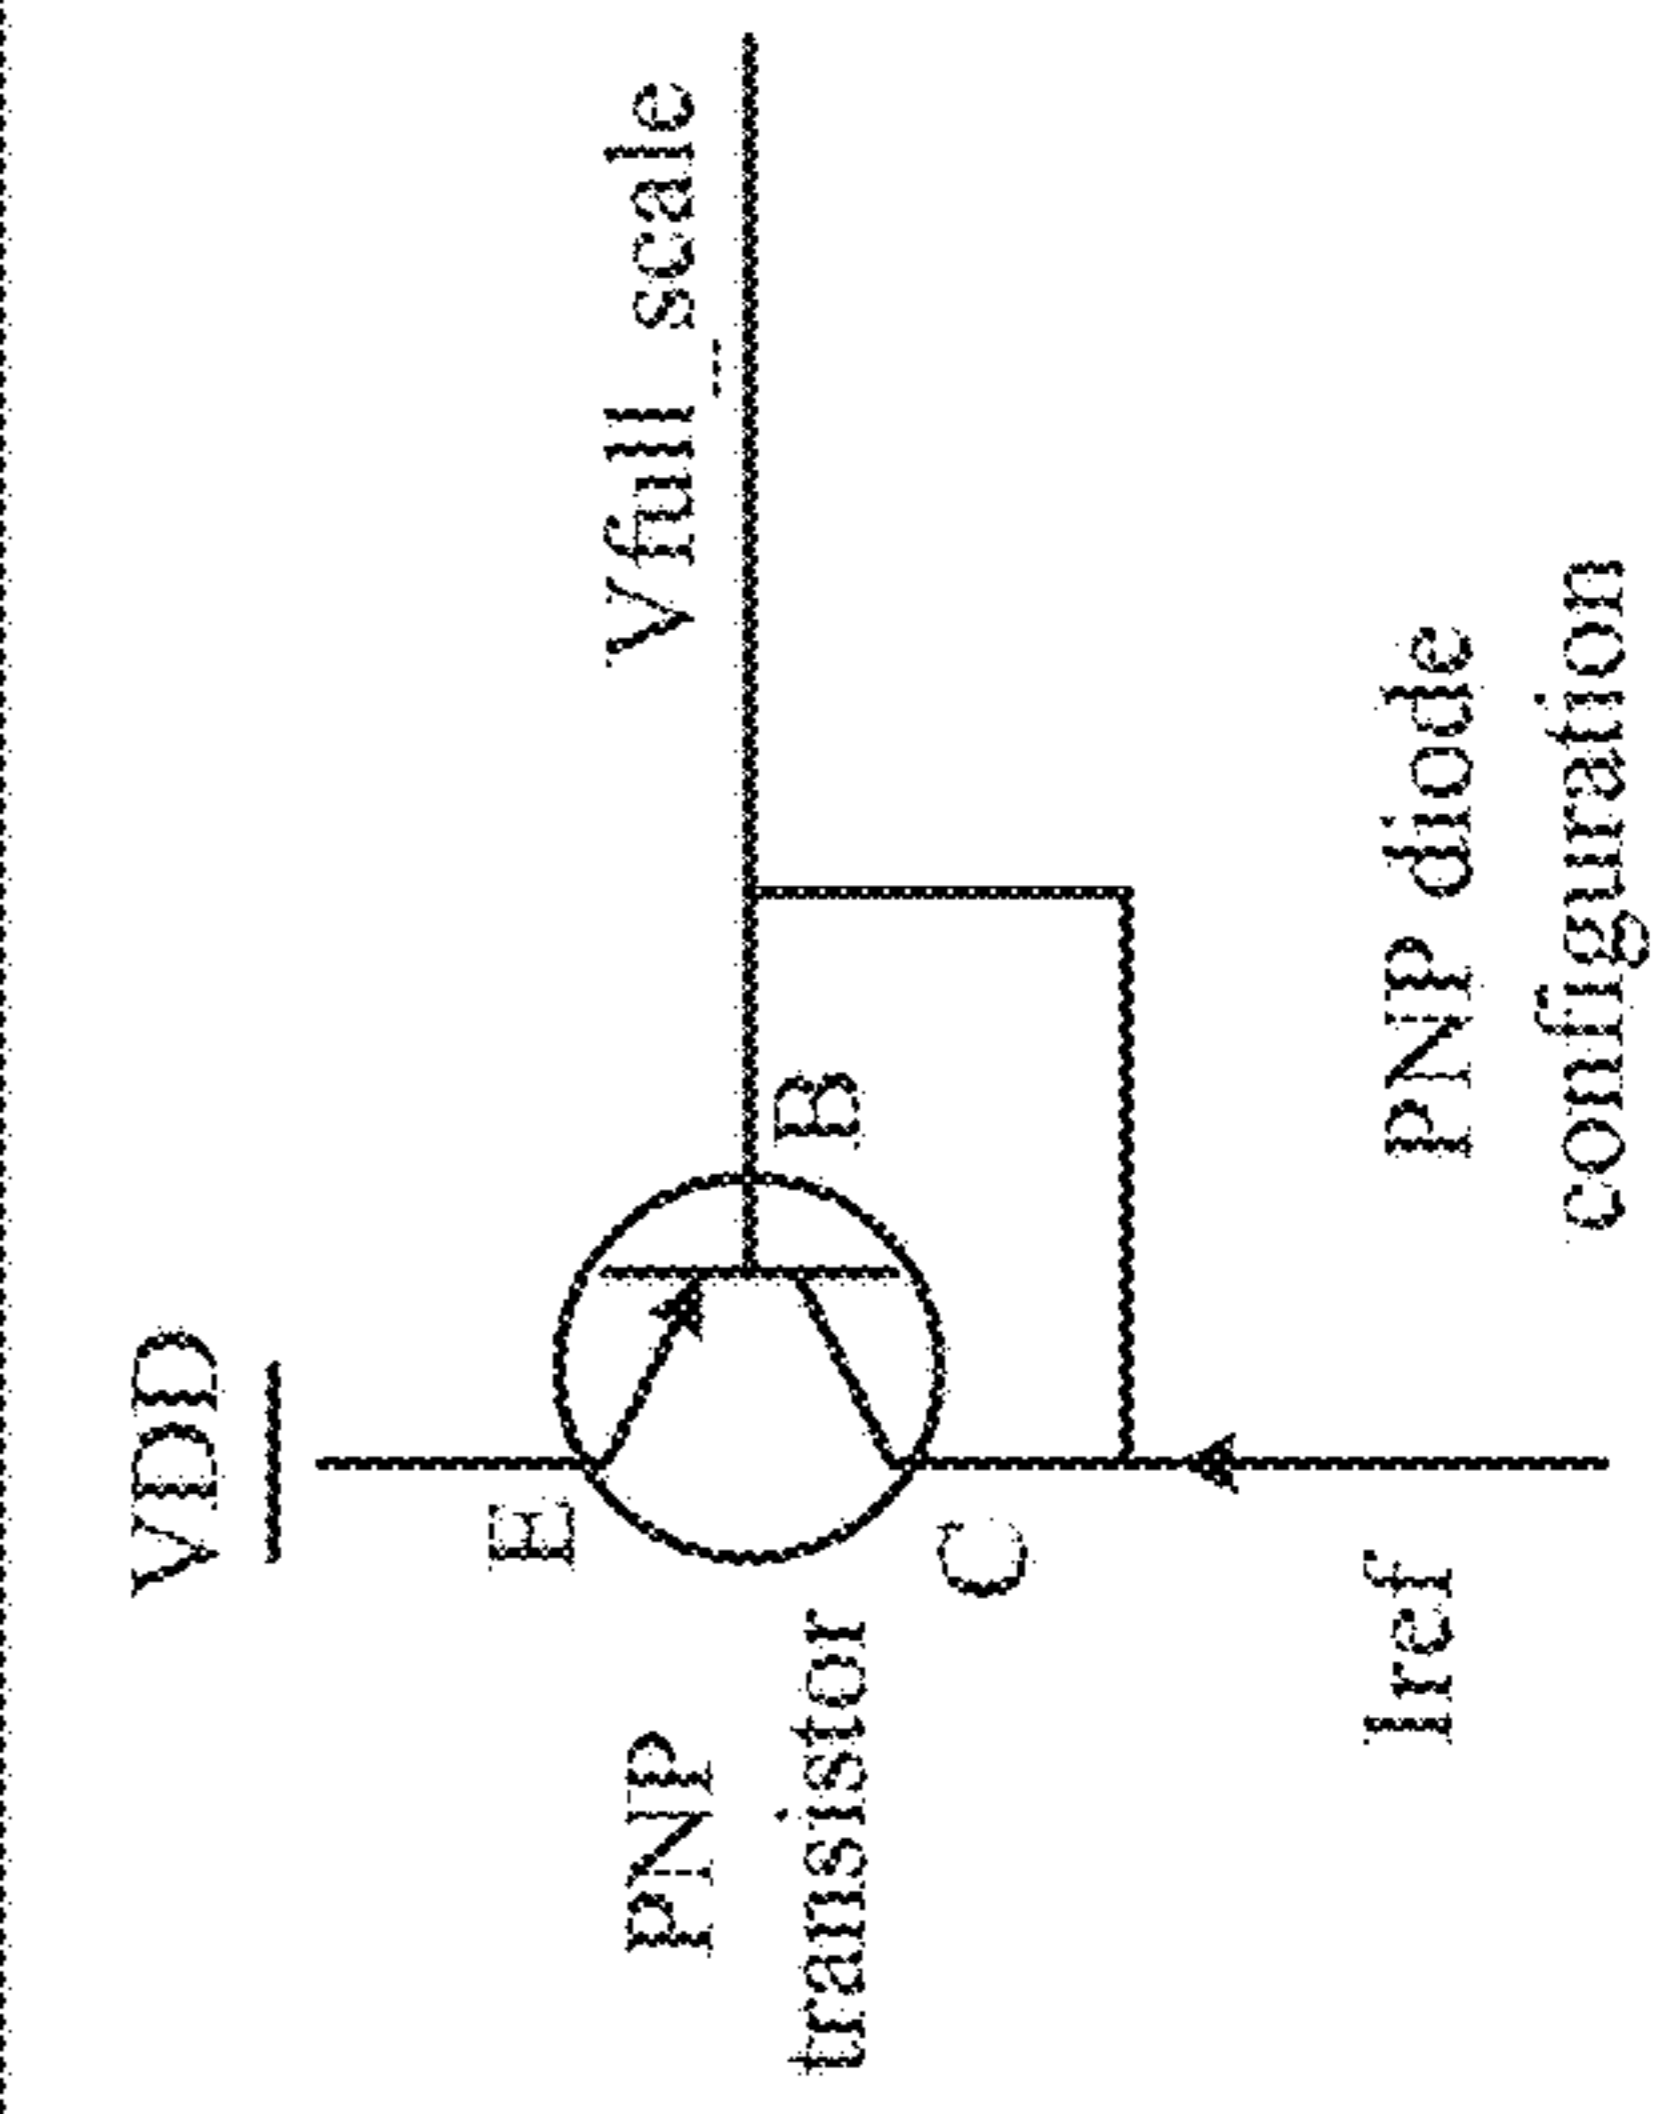 VDD
E
PNP
transistor
B
Vfull_scale
C
Iref
PNP diode
configuration